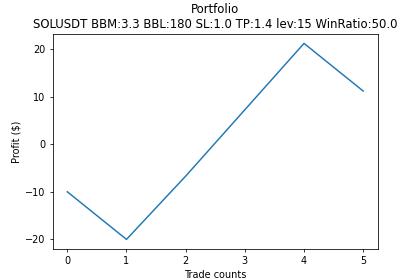 Portfolio
SOLUSDT BBM:3.3 BBL:180 SL:1.0 TP:1.4 lev:15 WinRatio:50.0
20
10
0
−10
−20
Profit ($)
0 1 2 3 4 5
Trade counts